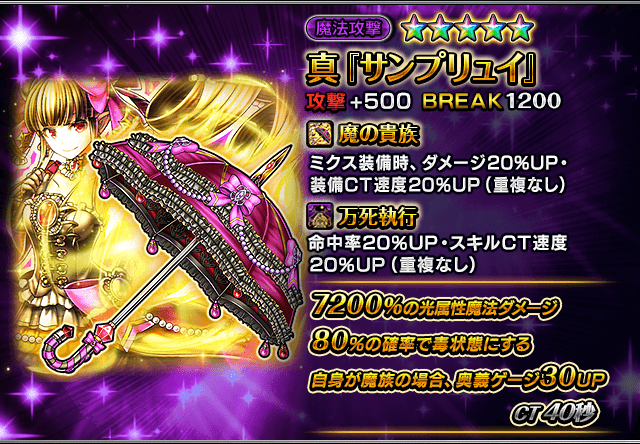 魔法攻撃
真『サンプリュイ』
攻撃+500 BREAK1200
魔の貴族
ミクス装備時、ダメージ20%UP・
装備CT速度20%UP（重複なし）
万死執行
命中率20%UP・スキルCT速度
20%UP（重複なし）
7200%の光属性魔法ダメージ
80%の確率で毒状態にする
自身が魔族の場合、奥義ゲージ30UP
CT 40秒